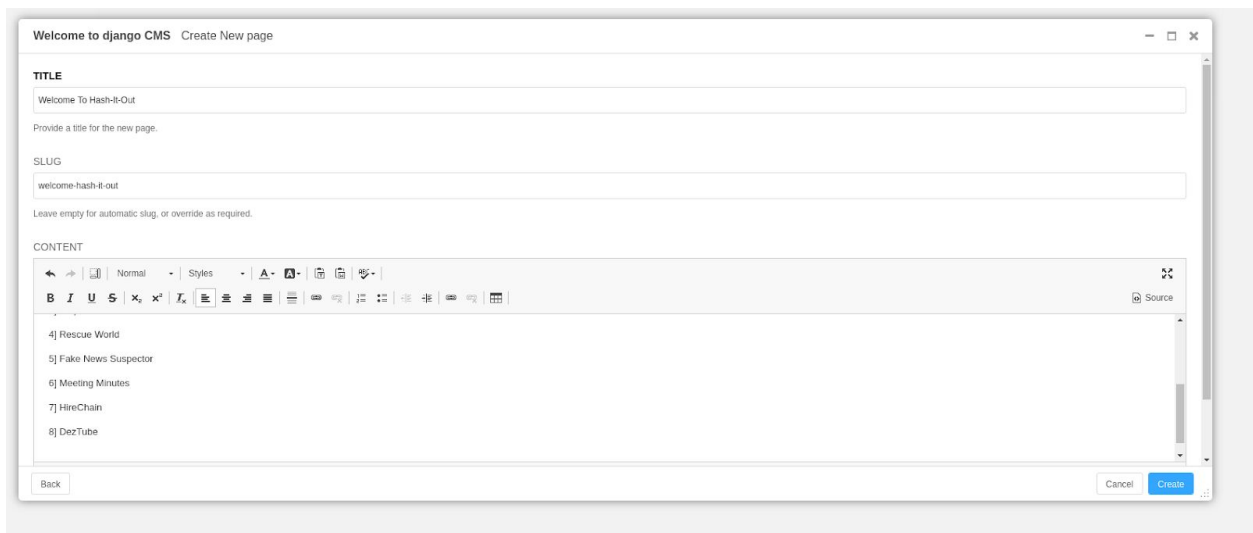 Welcome to django CMS Create New page
TITLE
Welcome To Hash-It-Out
Provide a title for the new page.
SLUG
welcome-hash-it-out
Leave empty for automatic slug, or override as required.
CONTENT
Normal Styles
Source
4] Rescue World
5] Fake News Suspector
6] Meeting Minutes
7] HireChain
8] DezTube
Back Cancel Create